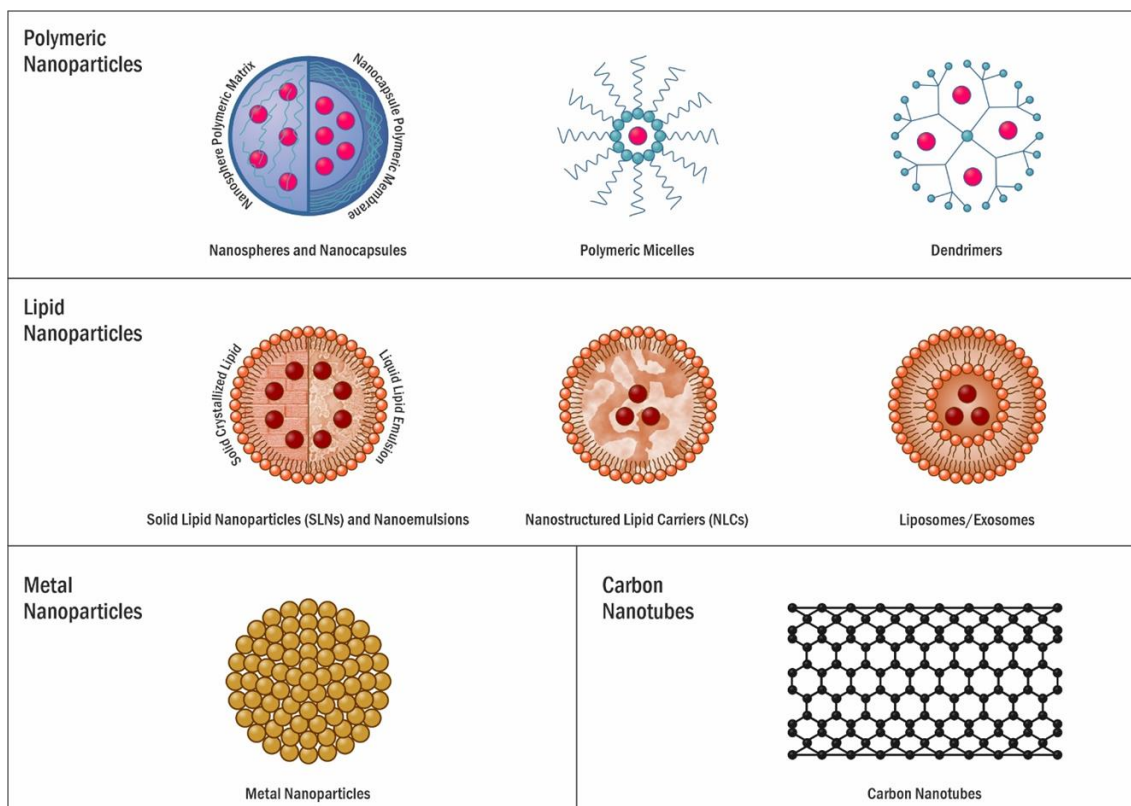 Polymeric
Nanoparticles
Nanosphere Polymeric Matrix
Nanocapsule Polymeric Membrane
Nanospheres and Nanocapsules
Polymeric Micelles
Dendrimers
Lipid
Nanoparticles
Solid Crystallized Lipid
Liquid Lipid Emulsion
Solid Lipid Nanoparticles (SLNs) and Nanoemulsions
Nanostructured Lipid Carriers (NLCs)
Liposomes/Exosomes
Metal
Nanoparticles
Metal Nanoparticles
Carbon
Nanotubes
Carbon Nanotubes